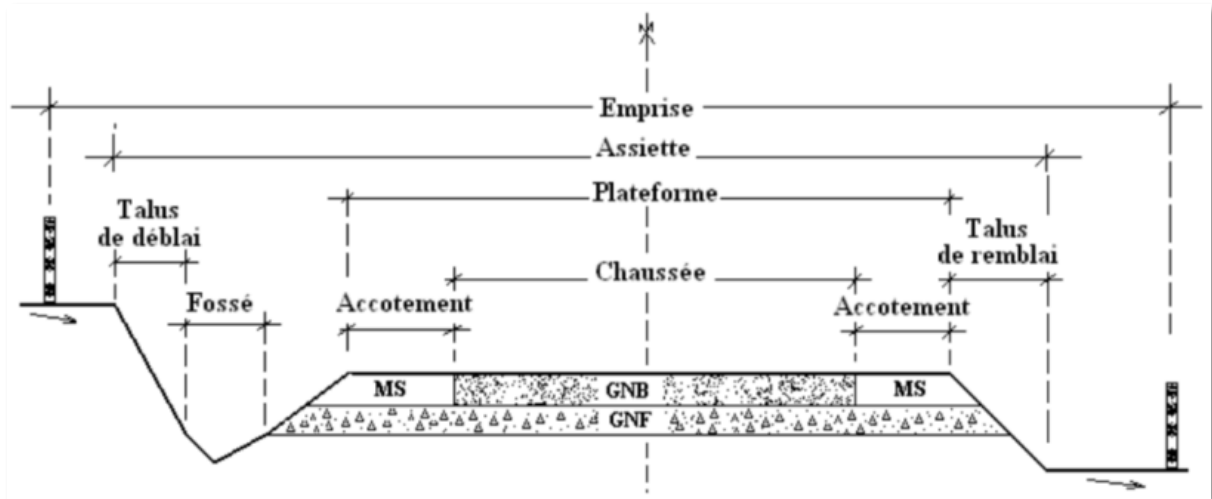 Emprise
Assiette
Plateforme
Talus
de déblai
Talus
de remblai
Chaussée
Fossé
Accotement
Accotement
MS
GNB
MS
GNF